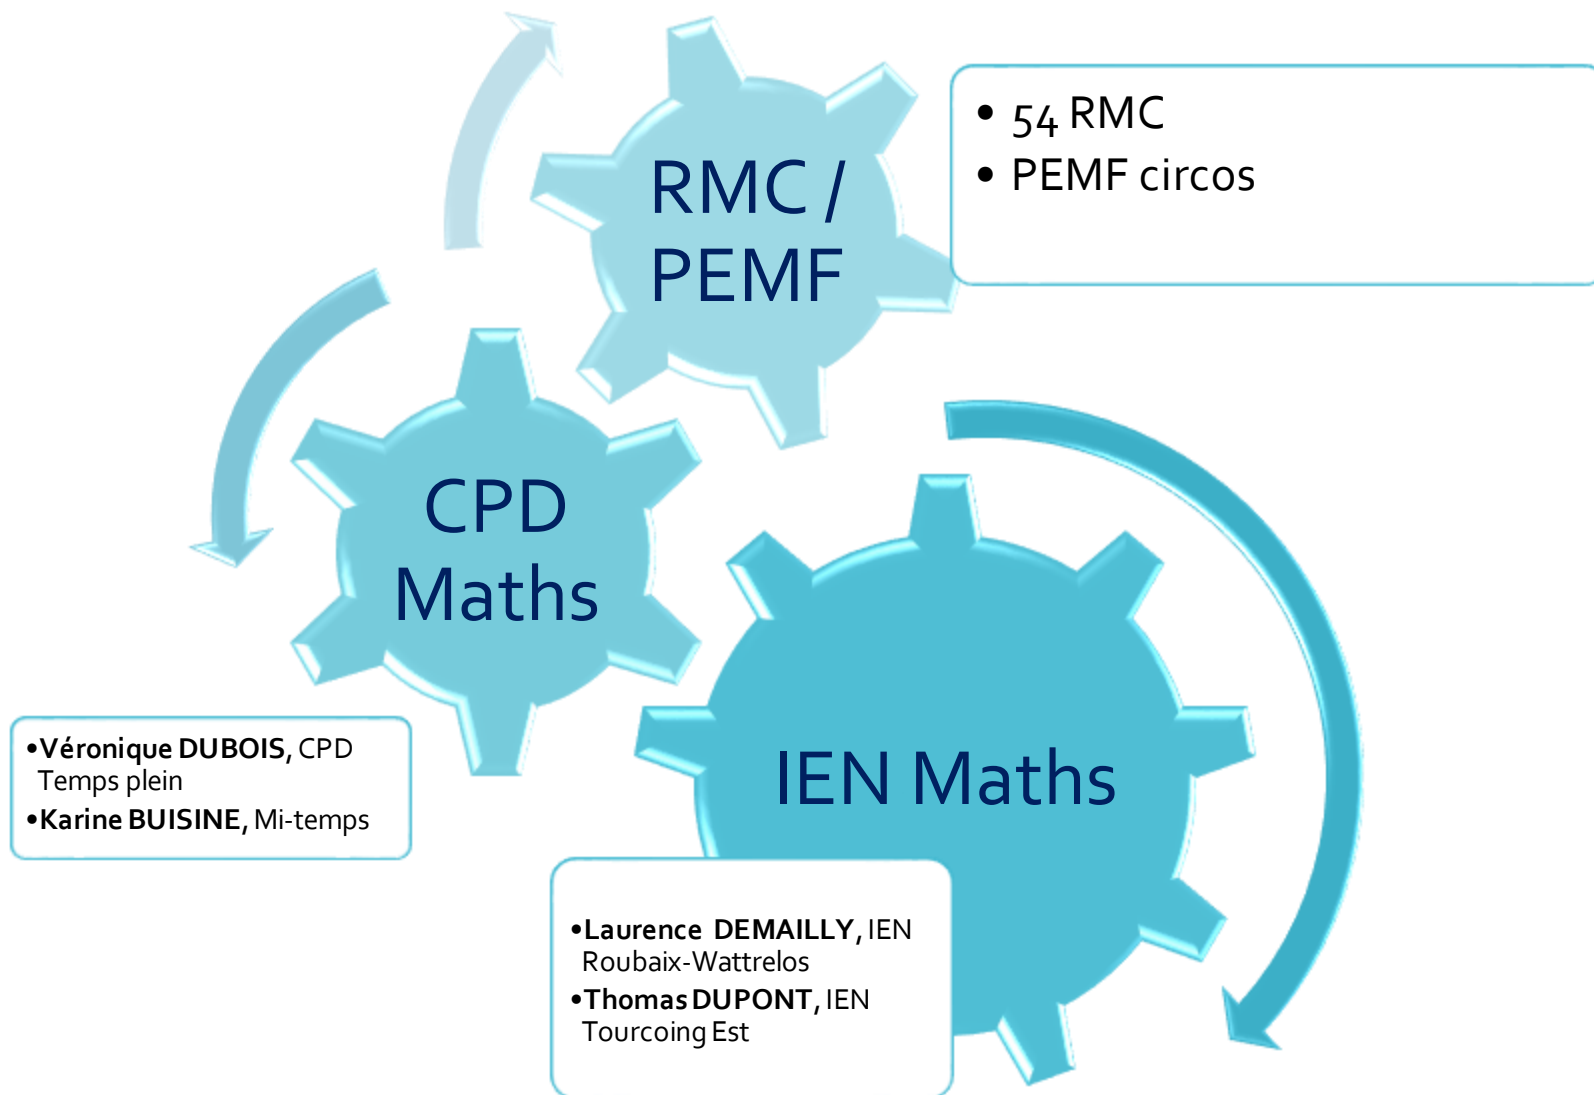 RMC /
PEMF
• 54 RMC
• PEMF circos
CPD
Maths
•Véronique DUBOIS, CPD
Temps plein
•Karine BUISINE, Mi-temps
IEN Maths
•Laurence DEMAILLY, IEN
Roubaix-Wattrelos
•Thomas DUPONT, IEN
Tourcoing Est